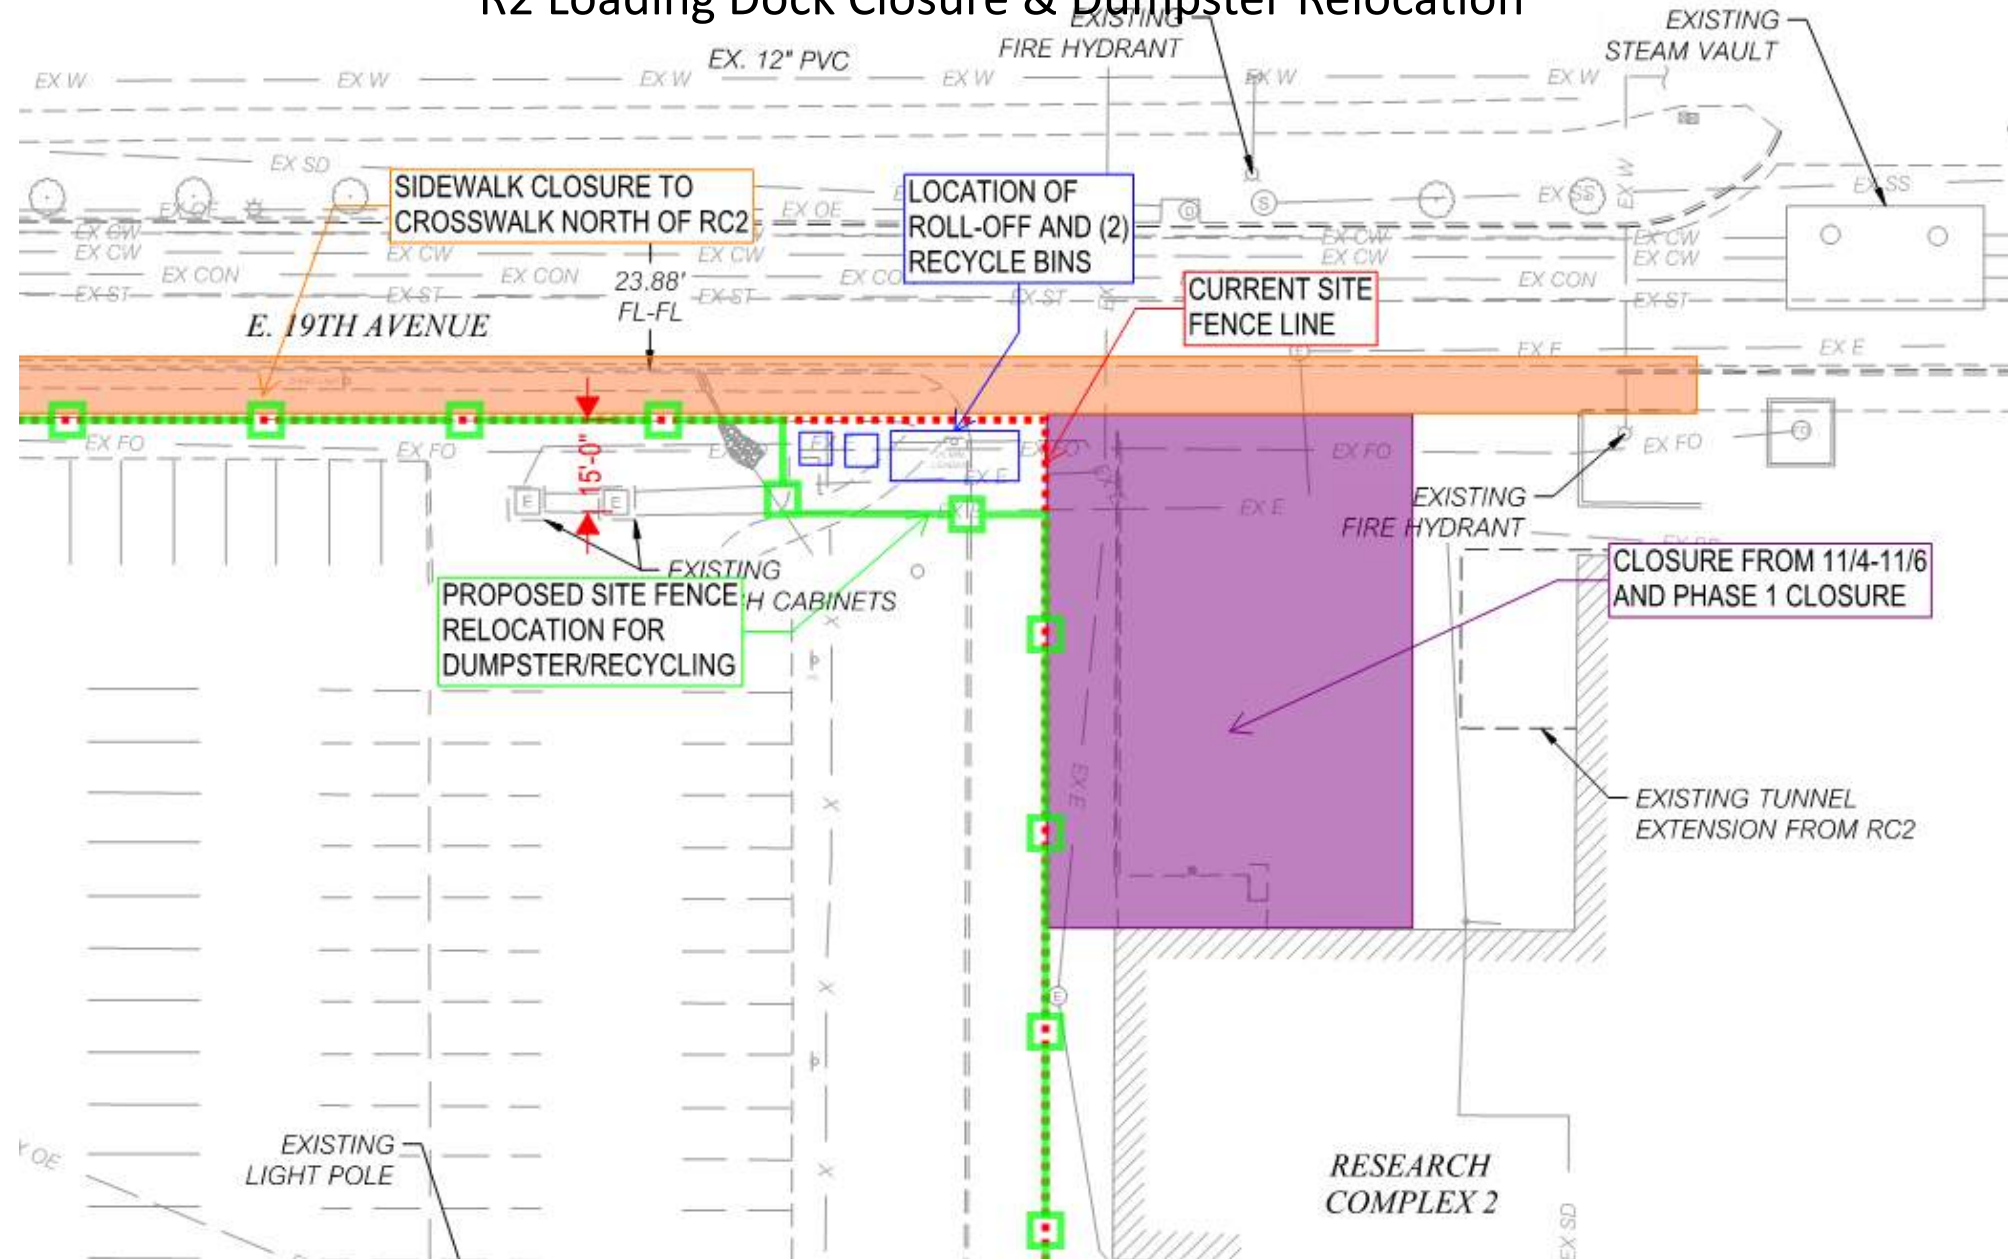 R2 Loading Dock Closure & Dumpster Relocation
EXISTING
FIRE HYDRANT
EXISTING
STEAM VAULT
EX. 12" PVC
EX W
EX W
EX W
EX W
EX W
EX W
EX W
EX SD
SIDEWALK CLOSURE TO
CROSSWALK NORTH OF RC2
LOCATION OF
ROLL-OFF AND (2)
RECYCLE BINS
EX OE
EX OE
D
S
EX SS
EX SS
EX CW
EX CW
EX CW
EX CW
EX CW
EX CW
EX CW
EX CW
EX CON
EX CON
EX CON
EX ST
EX ST
EX ST
EX ST
EX ST
23.88'
FL-FL
CURRENT SITE
FENCE LINE
E. 19TH AVENUE
E
EX E
EX E
15'-0"
EX FO
EX FO
EX FO
EX FO
EX FO
EX E
EX E
EX E
E
E
EXISTING
FIRE HYDRANT
EXISTING
H CABINETS
PROPOSED SITE FENCE
RELOCATION FOR
DUMPSTER/RECYCLING
CLOSURE FROM 11/4-11/6
AND PHASE 1 CLOSURE
X
X
X
X
EX E
EXISTING TUNNEL
EXTENSION FROM RC2
E
EXISTING
LIGHT POLE
OE
RESEARCH
COMPLEX 2
EX SD